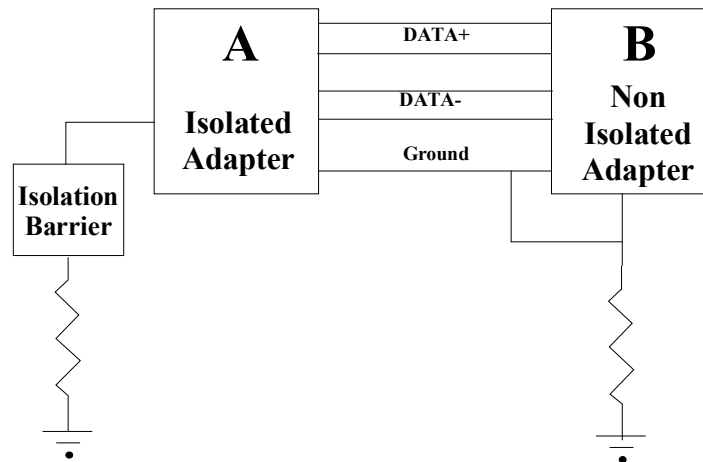 A
Isolated
Adapter
DATA+
DATA-
Ground
B
Non
Isolated
Adapter
Isolation
Barrier